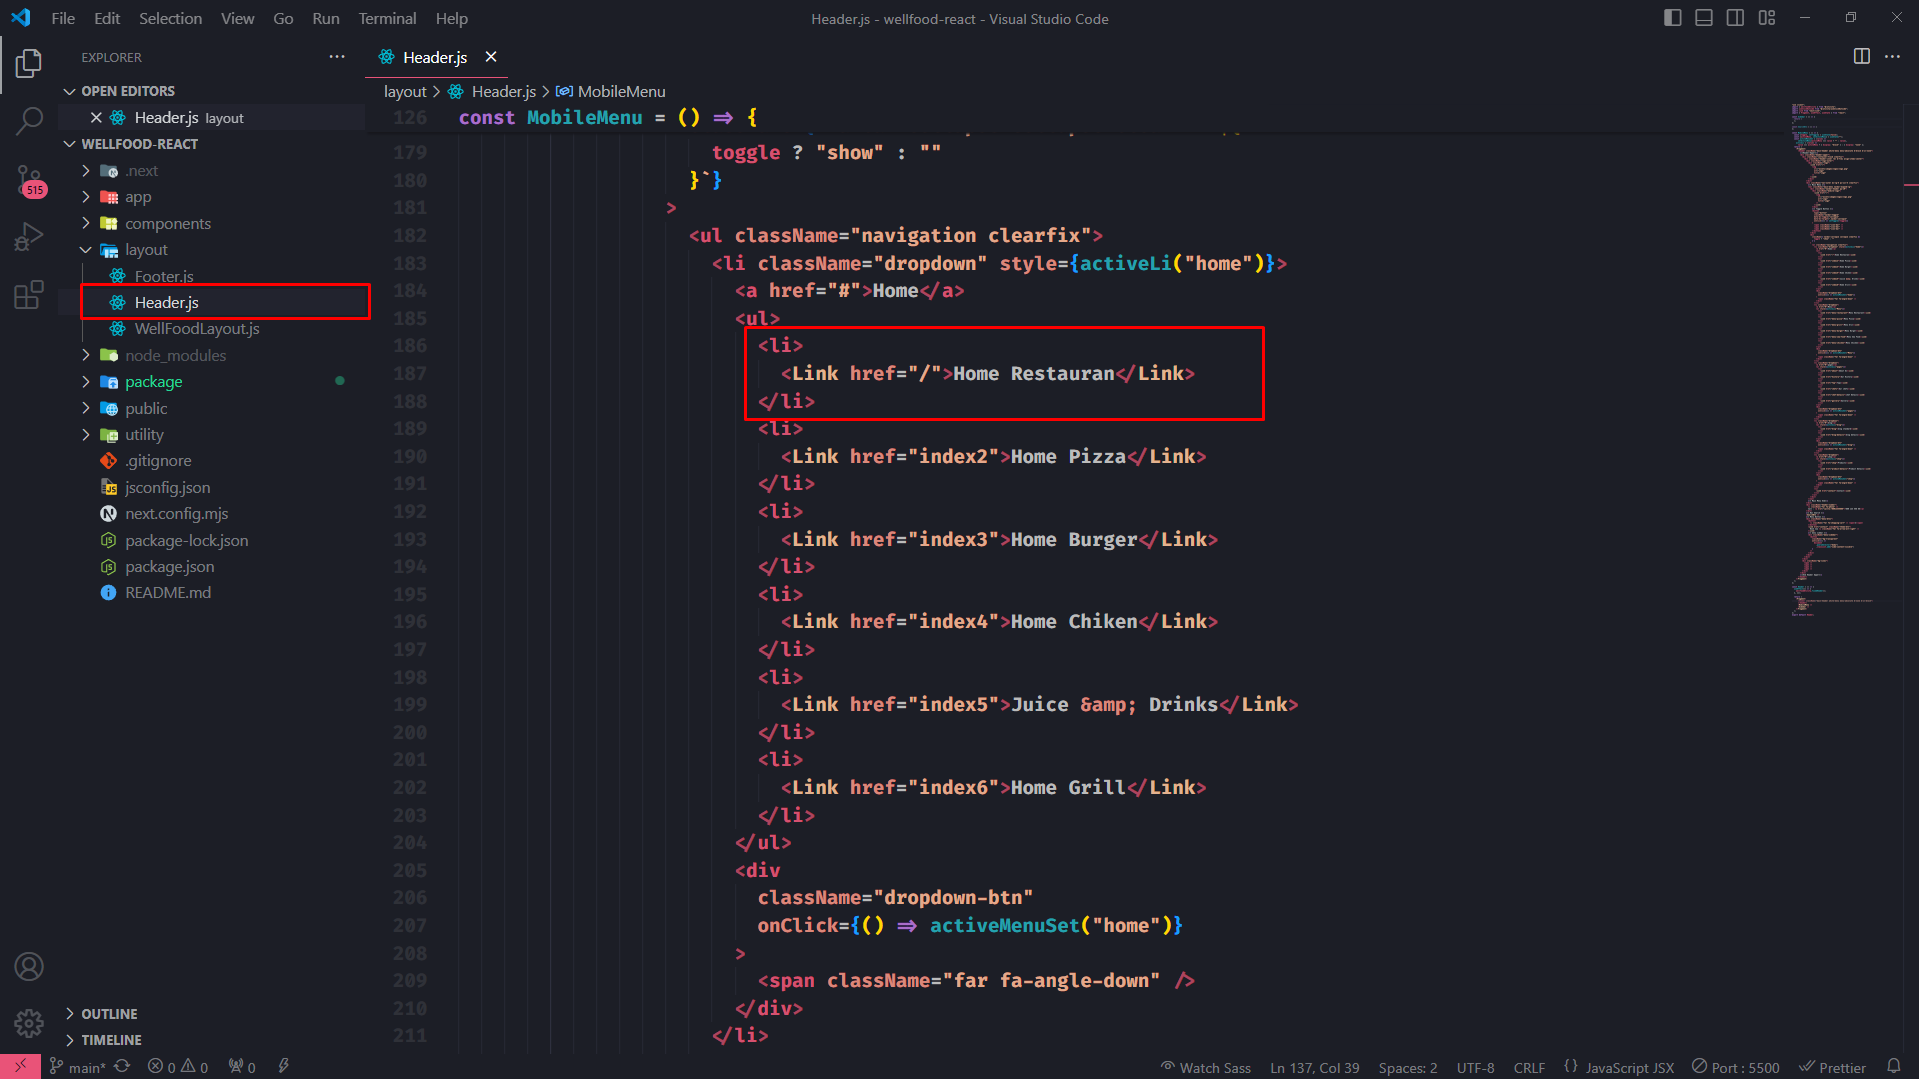 File Edit Selection View Go Run Terminal Help
Header.js - wellfood-react - Visual Studio Code
EXPLORER
OPEN EDITORS
Header.js layout
WELLFOOD-REACT
.next
app
components
layout
Footer.js
Header.js
WellFoodLayout.js
node_modules
package
public
utility
.gitignore
jsconfig.json
next.config.mjs
package-lock.json
package.json
README.md
OUTLINE
TIMELINE
515
Header.js
layout > Header.js > MobileMenu
126 const MobileMenu = () => {
179 toggle ? "show" : ""
180 }`}
181 >
182 <ul className="navigation clearfix">
183 <li className="dropdown" style={activeLi("home")}>
184 <a href="#">Home</a>
185 <ul>
186 <li>
187 <Link href="/">Home Restauran</Link>
188 </li>
189 <li>
190 <Link href="index2">Home Pizza</Link>
191 </li>
192 <li>
193 <Link href="index3">Home Burger</Link>
194 </li>
195 <li>
196 <Link href="index4">Home Chiken</Link>
197 </li>
198 <li>
199 <Link href="index5">Juice &amp; Drinks</Link>
200 </li>
201 <li>
202 <Link href="index6">Home Grill</Link>
203 </li>
204 </ul>
205 <div
206 className="dropdown-btn"
207 onClick={() => activeMenuSet("home")}
208 >
209 <span className="far fa-angle-down" />
210 </div>
211 </li>
main* 0 0 0
Watch Sass Ln 137, Col 39 Spaces: 2 UTF-8 CRLF {} JavaScript JSX Port : 5500 Prettier